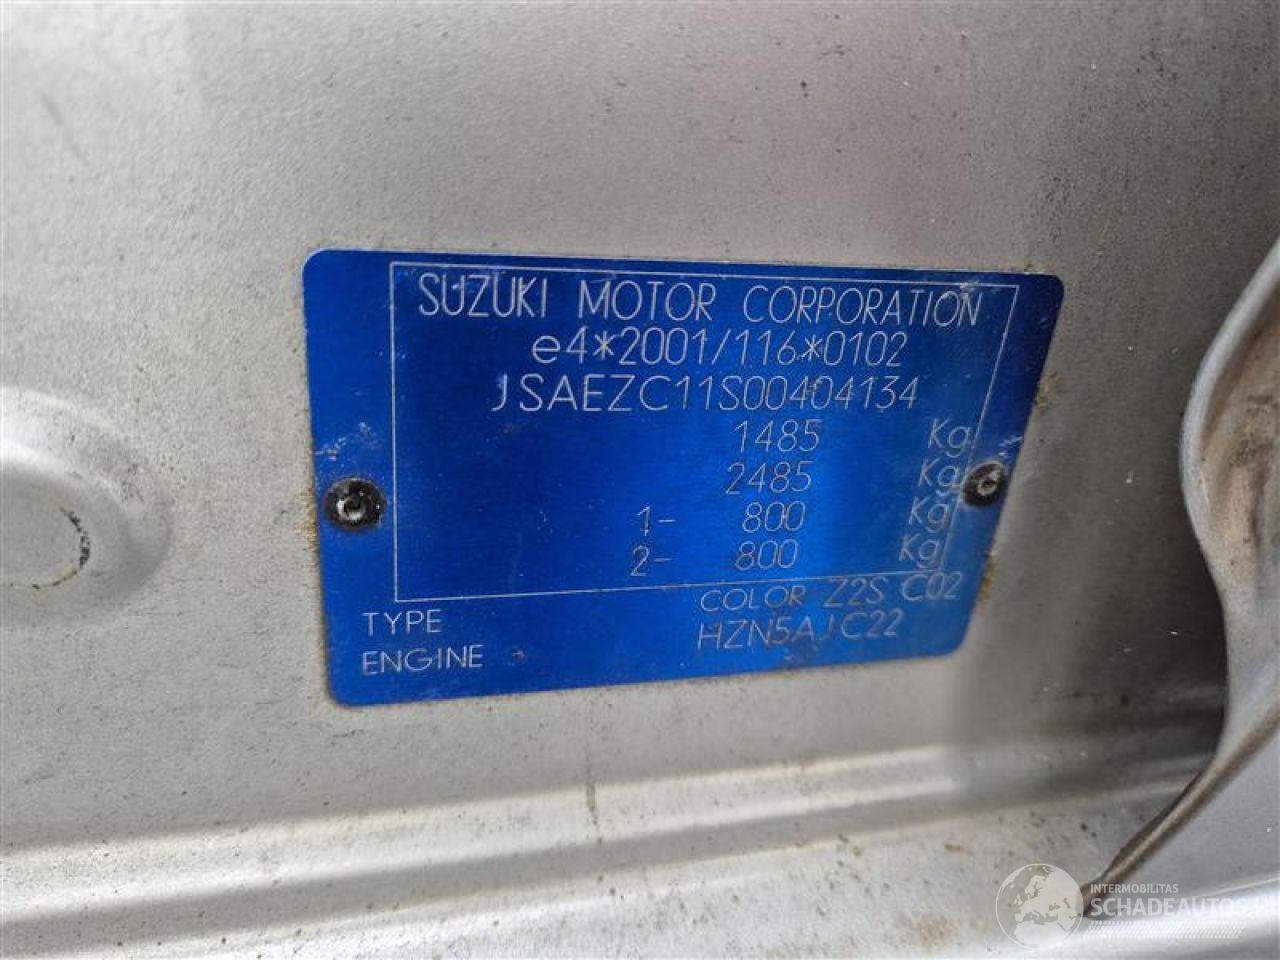 SUZUKI MOTOR CORPORATION
e4*2001/116*0102
JSAEZC11S00404134
1485 Kg
2485 Kg
1- 800 Kg
2- 800 Kg
COLOR Z2S C02
TYPE HZN5AJC22
ENGINE
INTERMOBILITAS
SCHADEAUTOS